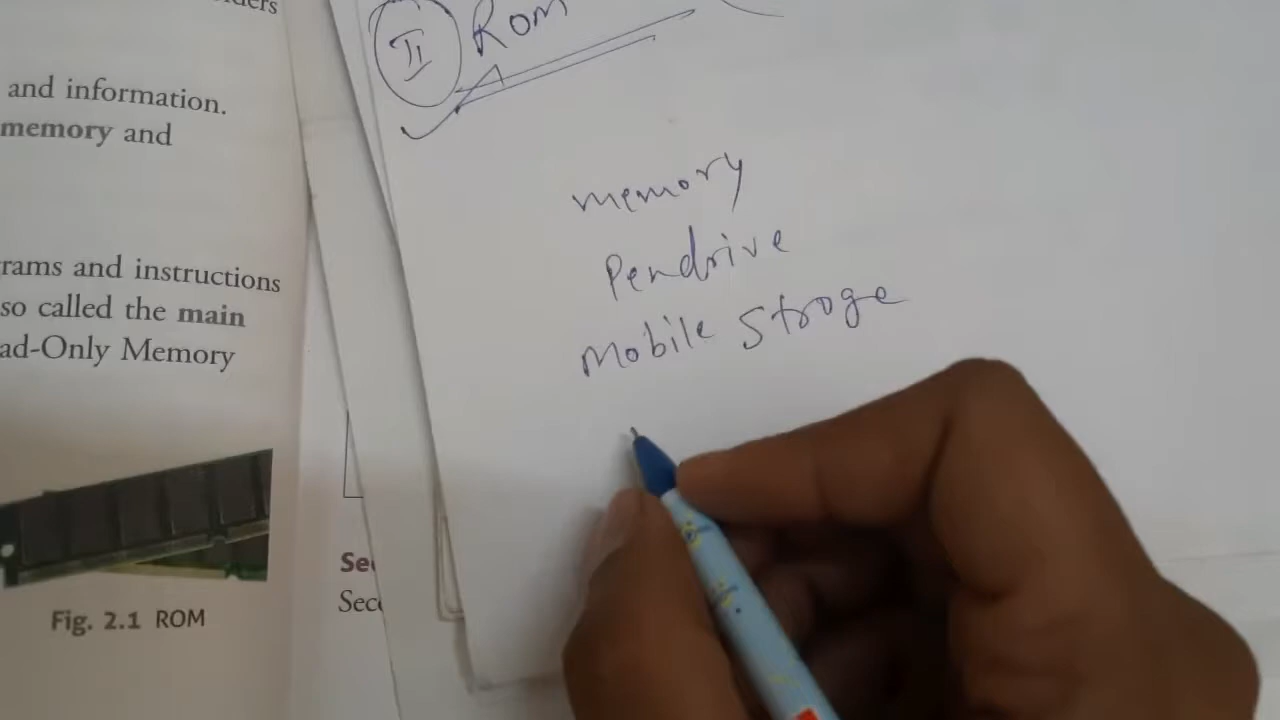 and information.
memory and
rams and instructions
so called the main
ad-Only Memory
Fig. 2.1 ROM
II Rom
memory
Pendrive
Mobile Stroge